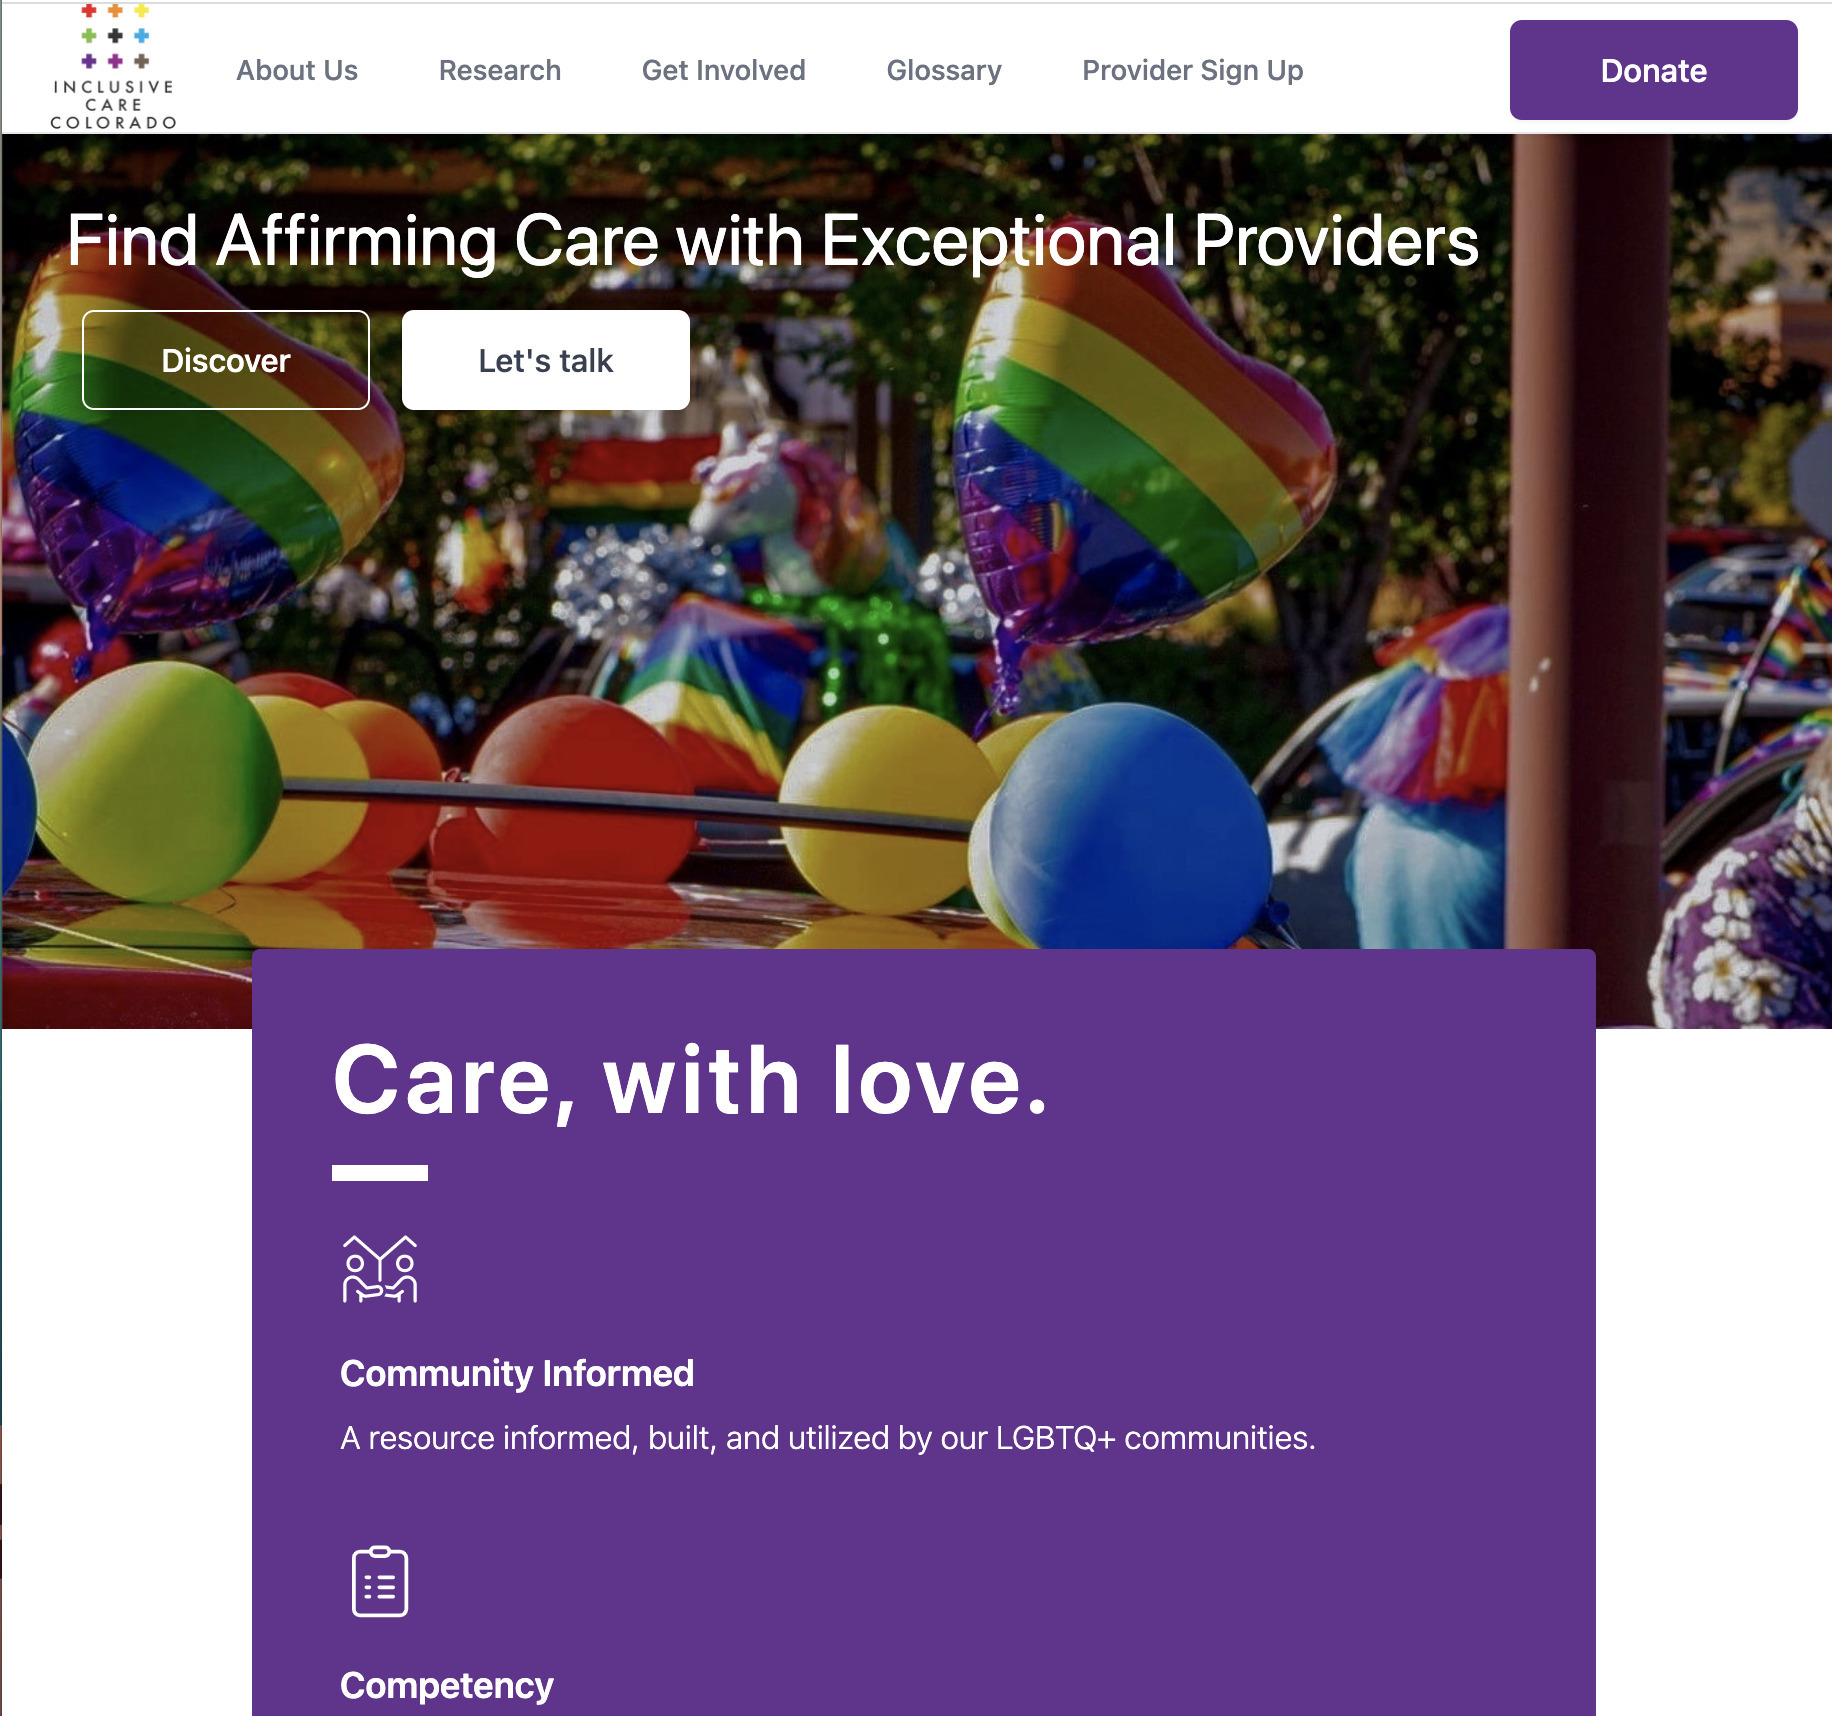 INCLUSIVE
CARE
COLORADO
About Us
Research
Get Involved
Glossary
Provider Sign Up
Donate
Find Affirming Care with Exceptional Providers
Discover
Let's talk
Care, with love.
Community Informed
A resource informed, built, and utilized by our LGBTQ+ communities.
Competency